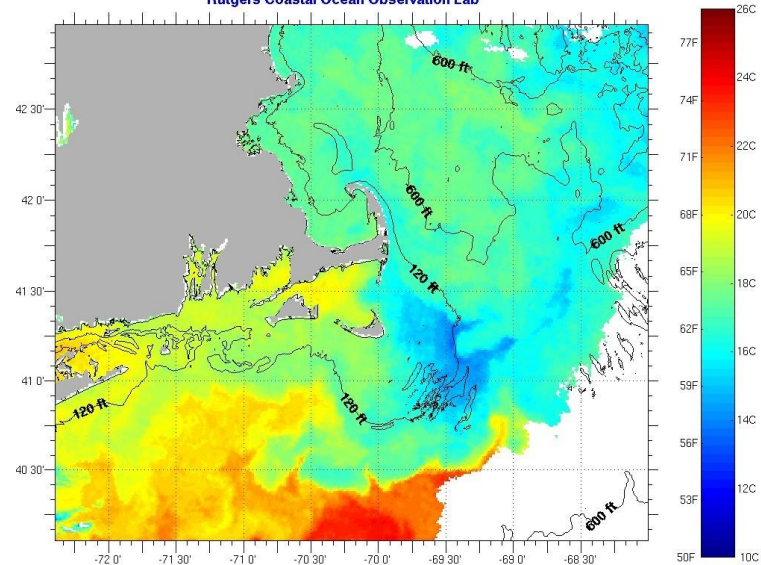 Rutgers Coastal Ocean Observation Lab
600 ft
42 30'
42 0'
600 ft
600 ft
41 30'
120 ft
41 0'
120 ft
120 ft
40 30'
600 ft
-72 0'
-71 30'
-71 0'
-70 30'
-70 0'
-69 30'
-69 0'
-68 30'
26C
77F
24C
74F
22C
71F
68F
20C
65F
18C
62F
16C
59F
14C
56F
12C
53F
50F
10C